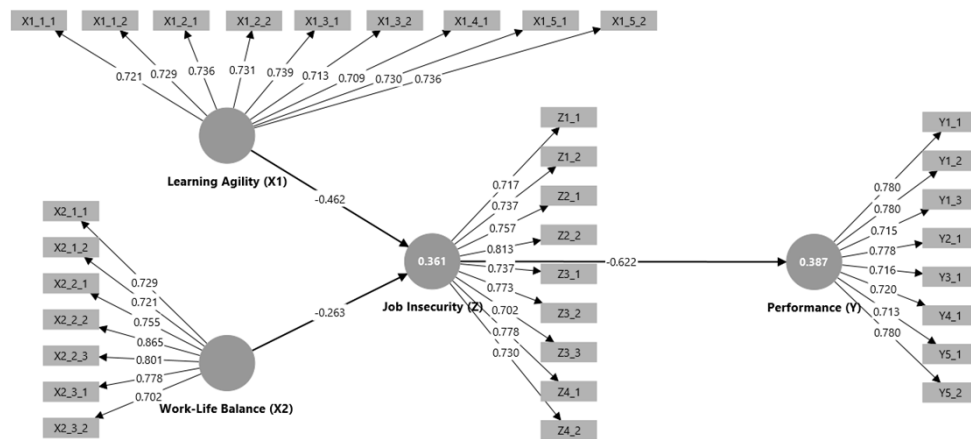 X1_1_1 X1_1_2 X1_2_1 X1_2_2 X1_3_1 X1_3_2 X1_4_1 X1_5_1 X1_5_2
0.721 0.729 0.736 0.731 0.739 0.713 0.709 0.730 0.736
Learning Agility (X1)
-0.462
X2_1_1
X2_1_2
X2_2_1
X2_2_2
X2_2_3
X2_3_1
X2_3_2
0.729
0.721
0.755
0.865
0.801
0.778
0.702
Work-Life Balance (X2)
-0.263
0.361
Job Insecurity (Z)
0.717
0.737
0.757
0.813
0.737
0.773
0.702
0.778
0.730
Z1_1
Z1_2
Z2_1
Z2_2
Z3_1
Z3_2
Z3_3
Z4_1
Z4_2
-0.622
0.387
Performance (Y)
0.780
0.780
0.715
0.778
0.716
0.720
0.713
0.780
Y1_1
Y1_2
Y1_3
Y2_1
Y3_1
Y4_1
Y5_1
Y5_2